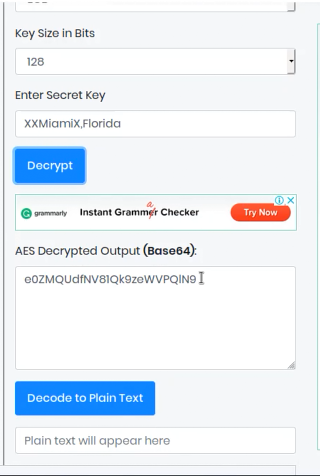 Key Size in Bits
128
Enter Secret Key
XXMiamiX,Florida
Decrypt
grammarly
Instant Grammer Checker
a
Try Now
AES Decrypted Output (Base64):
e0ZMQUdfNV81Qk9zeWVPQlN9
Decode to Plain Text
Plain text will appear here